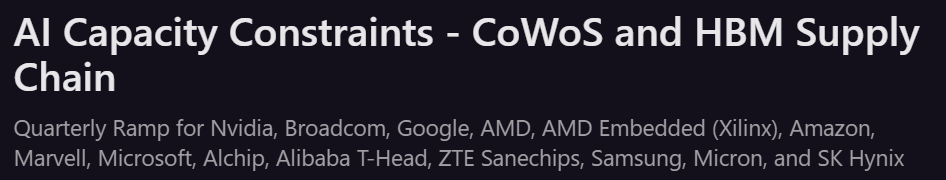 AI Capacity Constraints - CoWoS and HBM Supply
Chain
Quarterly Ramp for Nvidia, Broadcom, Google, AMD, AMD Embedded (Xilinx), Amazon,
Marvell, Microsoft, Alchip, Alibaba T-Head, ZTE Sanechips, Samsung, Micron, and SK Hynix